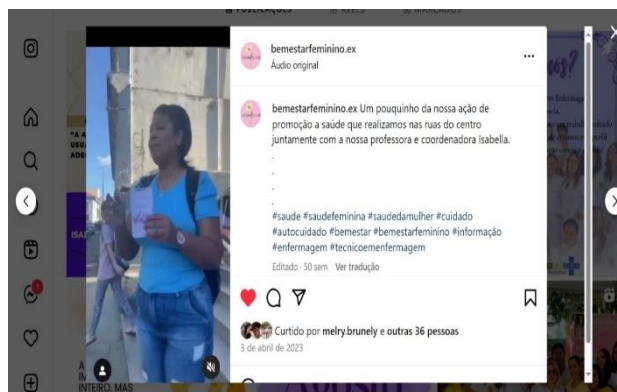 PUBLICAÇÕES
REELS
MARCADOS
bemestarfeminino.ex
Áudio original
bemestarfeminino.ex Um pouquinho da nossa ação de
promoção a saúde que realizamos nas ruas do centro
juntamente com a nossa professora e coordenadora Isabella.
.
.
.
.
#saude #saudefeminina #saudedamulher #cuidado
#autocuidado #bemestar #bemestarfeminino #informação
#enfermagem #tecnicoemenfermagem
Editado · 50 sem Ver tradução
Curtido por melry.brunely e outras 36 pessoas
3 de abril de 2023
"A A
USU
ADES
ISA
INTEIRO, MAS